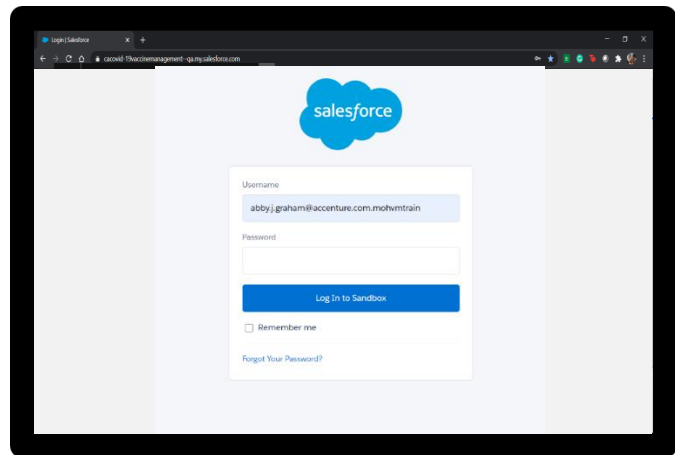 Login | Salesforce
cacovid-19vaccinemanagement--qa.my.salesforce.com
salesforce
Username
abby.j.graham@accenture.com.mohvmtrain
Password
Log In to Sandbox
Remember me
Forgot Your Password?